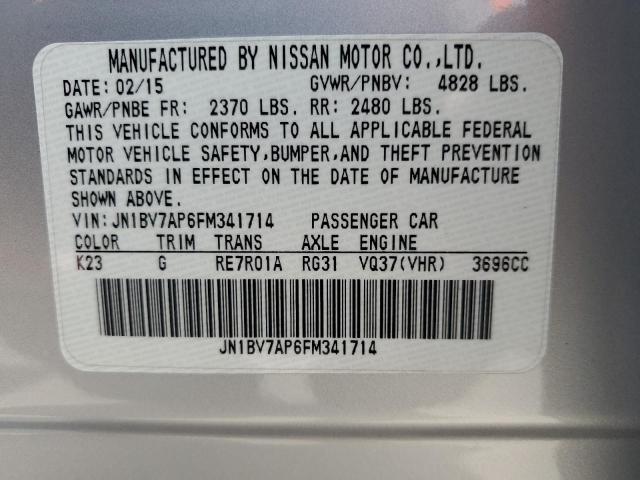 MANUFACTURED BY NISSAN MOTOR CO.,LTD.
DATE: 02/15 GVWR/PNBV: 4828 LBS.
GAWR/PNBE FR: 2370 LBS. RR: 2480 LBS.
THIS VEHICLE CONFORMS TO ALL APPLICABLE FEDERAL
MOTOR VEHICLE SAFETY,BUMPER,AND THEFT PREVENTION
STANDARDS IN EFFECT ON THE DATE OF MANUFACTURE
SHOWN ABOVE.
VIN:JN1BV7AP6FM341714 PASSENGER CAR
COLOR TRIM TRANS AXLE ENGINE
K23 G RE7R01A RG31 VQ37(VHR) 3696CC
JN1BV7AP6FM341714